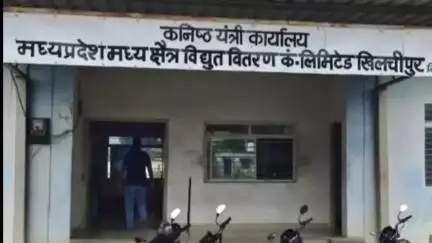 कनिष्ठ यंत्री कार्यालय
मध्यप्रदेश मध्य क्षैत्र विद्युत वितरण कं. लिमिटेड खिलचीपुर